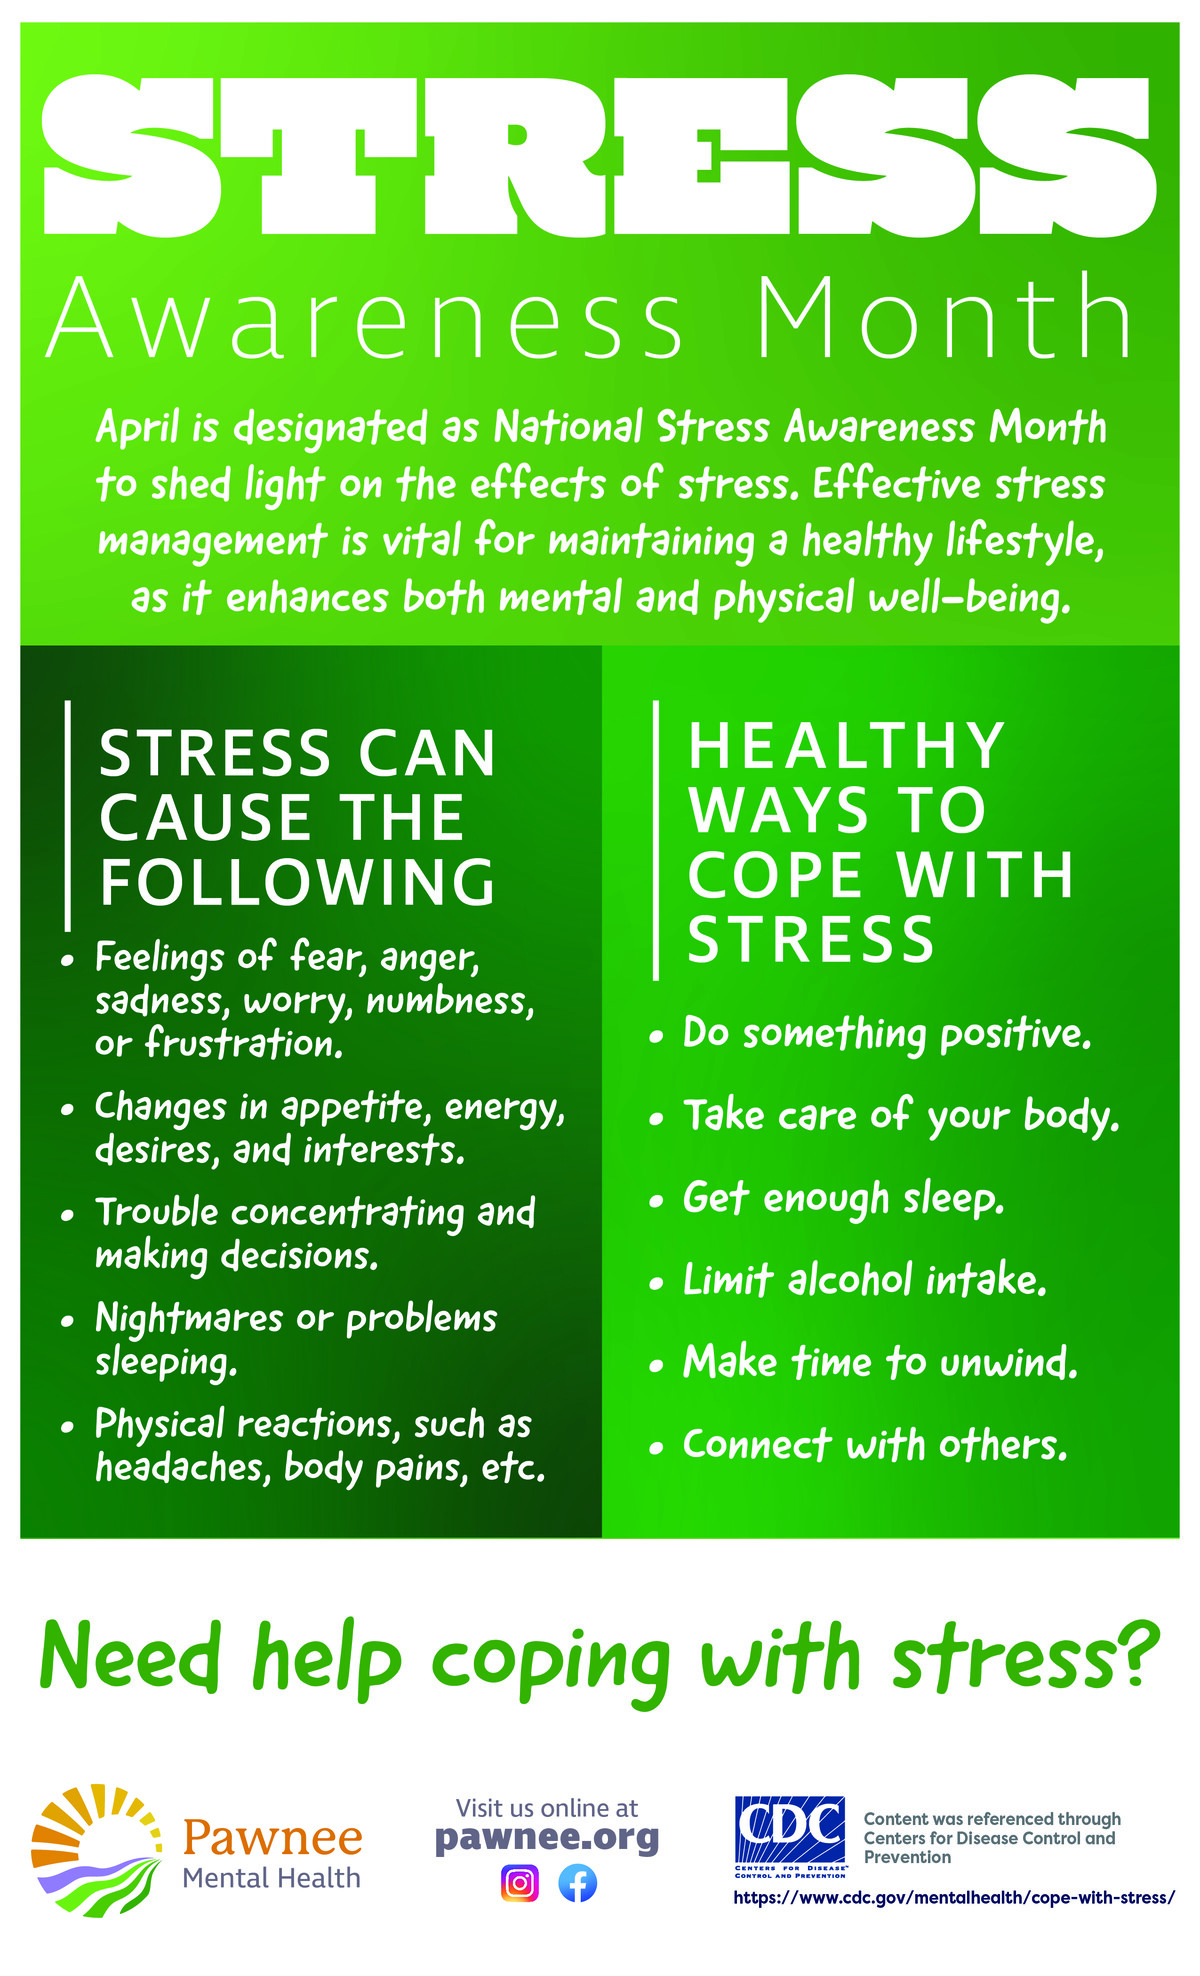 STRESS
Awareness Month
April is designated as National Stress Awareness Month
to shed light on the effects of stress. Effective stress
management is vital for maintaining a healthy lifestyle,
as it enhances both mental and physical well-being.
STRESS CAN
CAUSE THE
FOLLOWING
• Feelings of fear, anger,
sadness, worry, numbness,
or frustration.
• Changes in appetite, energy,
desires, and interests.
• Trouble concentrating and
making decisions.
• Nightmares or problems
sleeping.
• Physical reactions, such as
headaches, body pains, etc.
HEALTHY
WAYS TO
COPE WITH
STRESS
• Do something positive.
• Take care of your body.
• Get enough sleep.
• Limit alcohol intake.
• Make time to unwind.
• Connect with others.
Need help coping with stress?
Pawnee
Mental Health
Visit us online at
pawnee.org
CDC
CENTERS FOR DISEASE™
CONTROL AND PREVENTION
Content was referenced through
Centers for Disease Control and
Prevention
https://www.cdc.gov/mentalhealth/cope-with-stress/